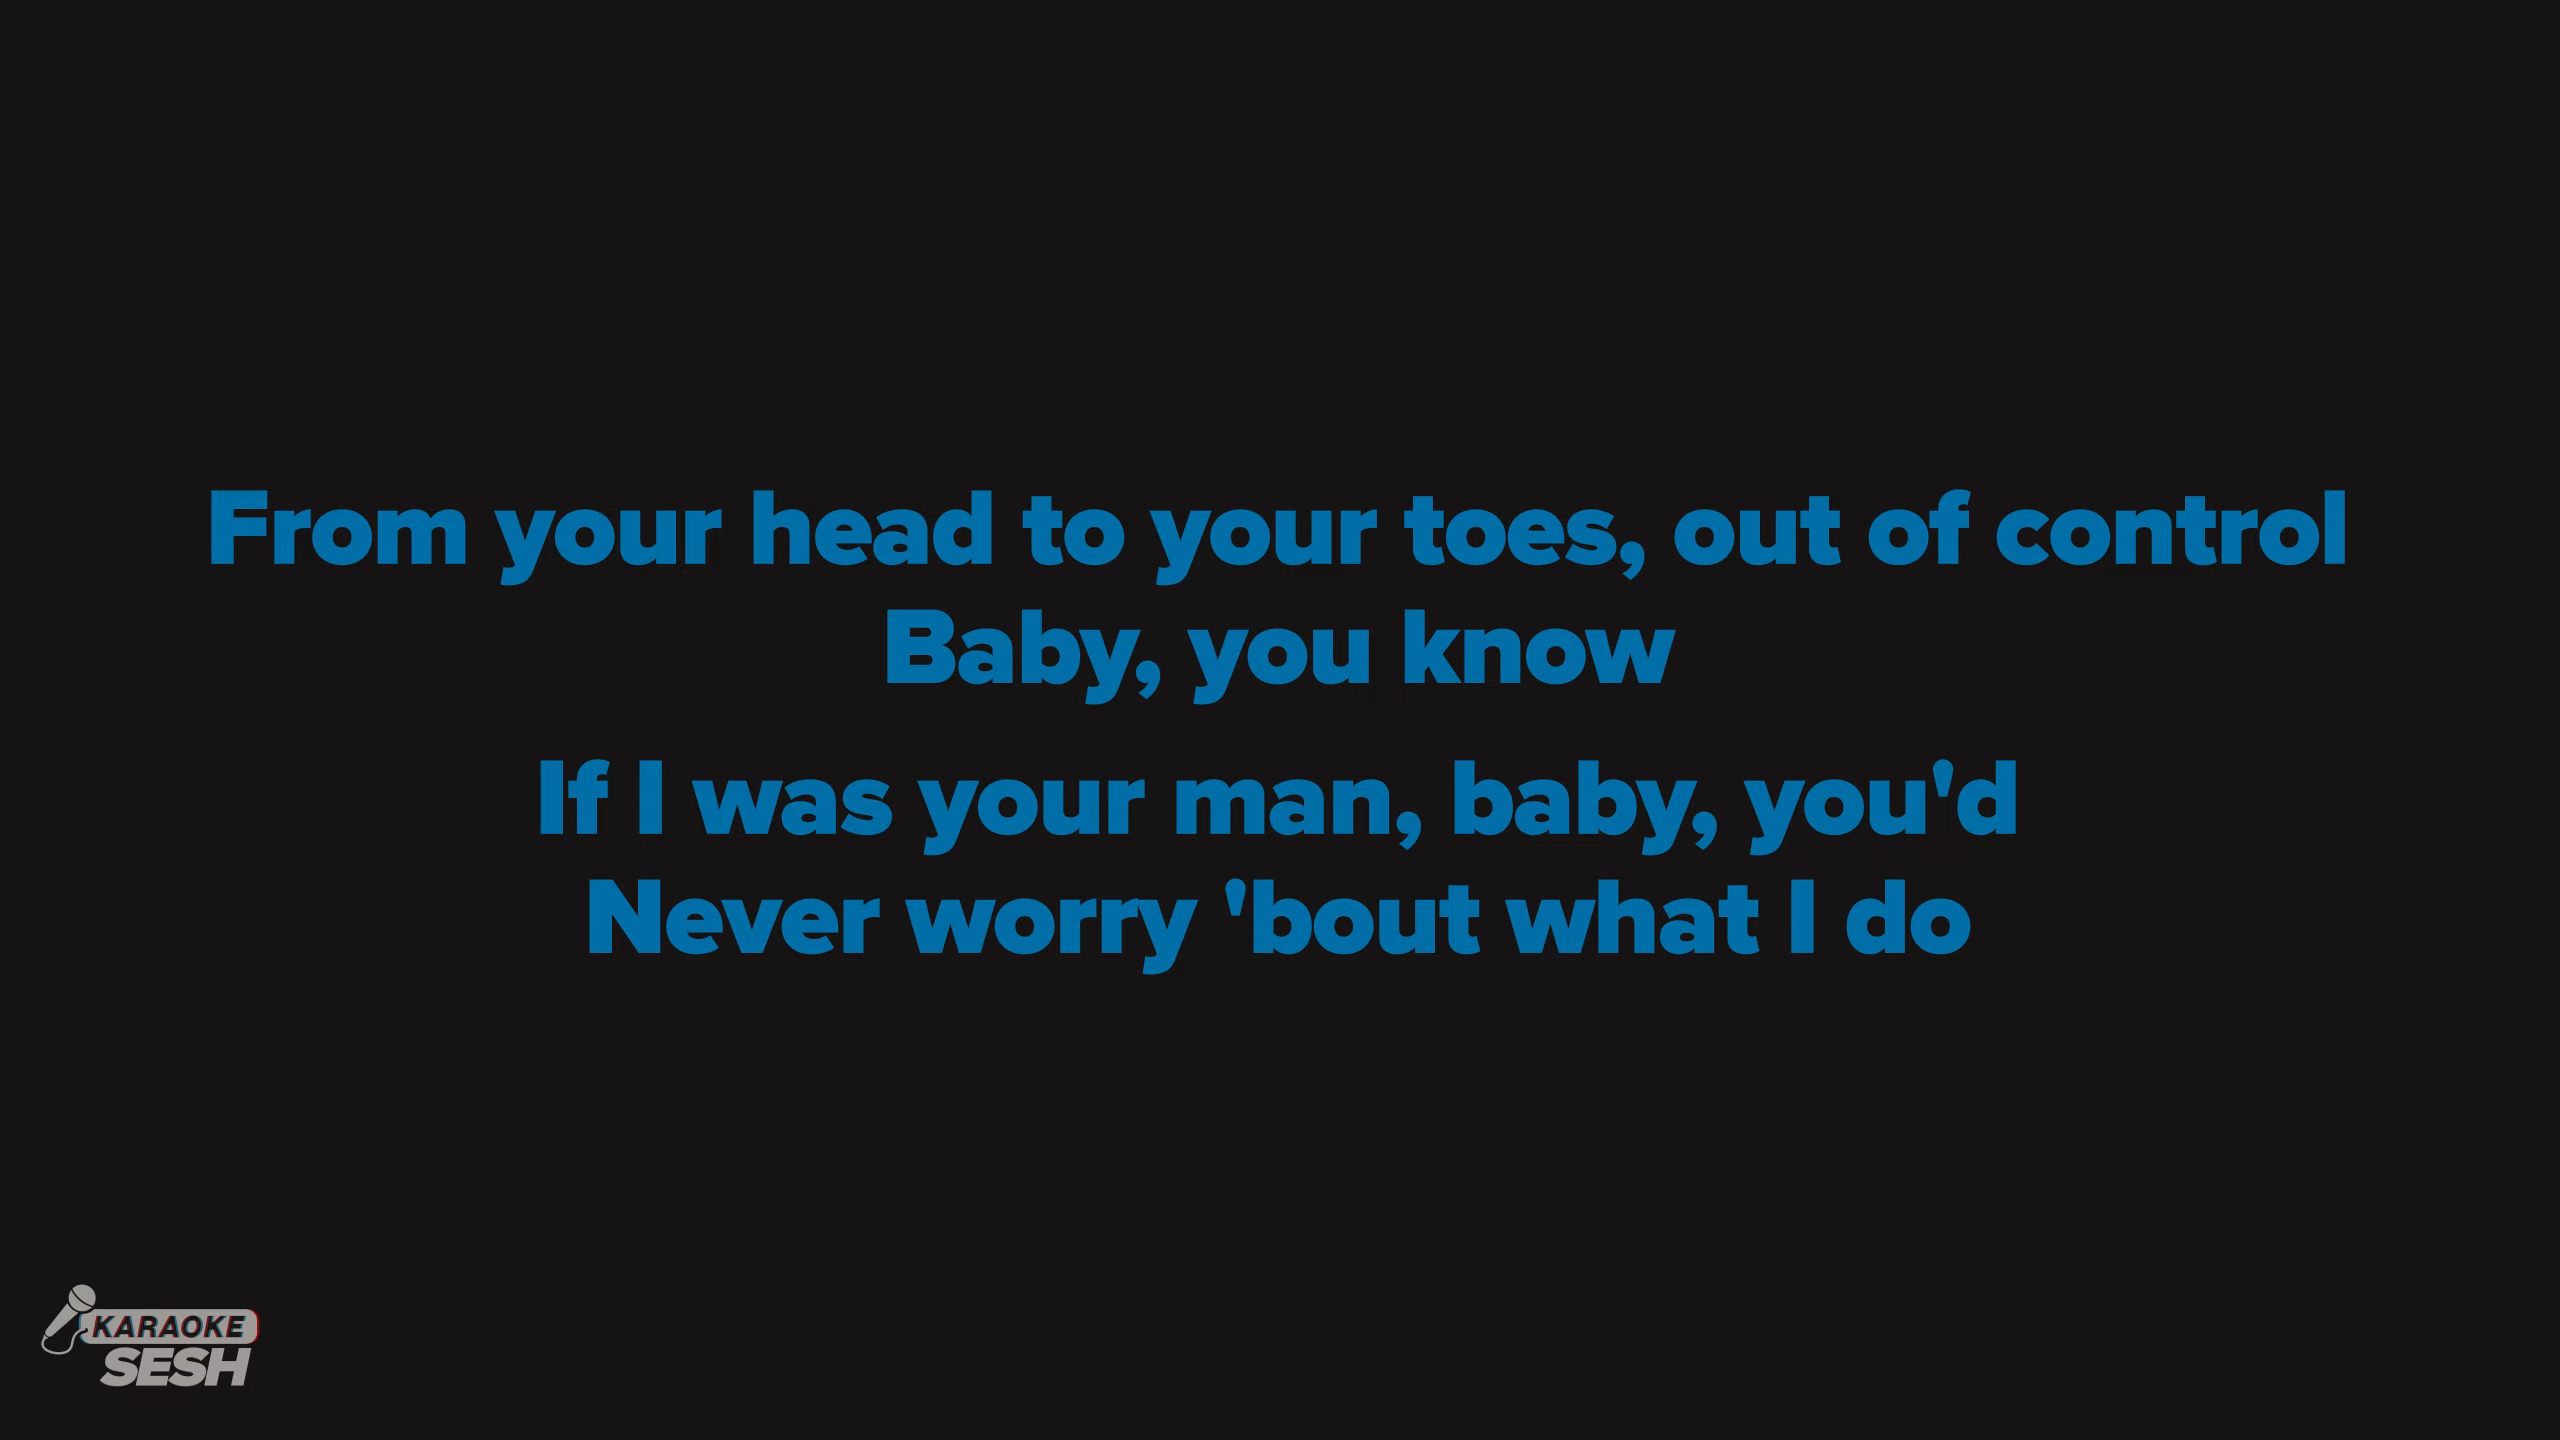 From your head to your toes, out of control
Baby, you know
If I was your man, baby, you'd
Never worry 'bout what I do
KARAOKE
SESH